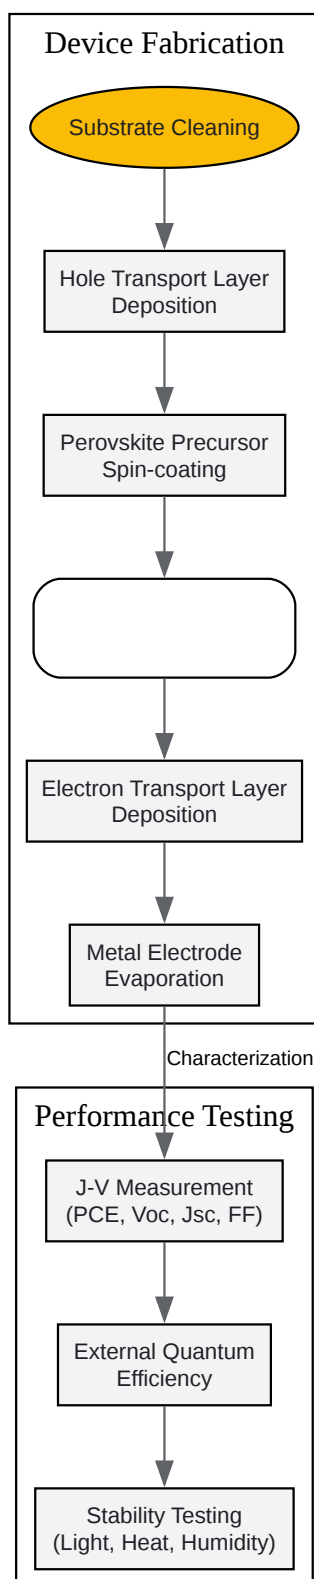 Device Fabrication
Substrate Cleaning
Hole Transport Layer
Deposition
Perovskite Precursor
Spin-coating
Electron Transport Layer
Deposition
Metal Electrode
Evaporation
Characterization
Performance Testing
J-V Measurement
(PCE, Voc, Jsc, FF)
External Quantum
Efficiency
Stability Testing
(Light, Heat, Humidity)